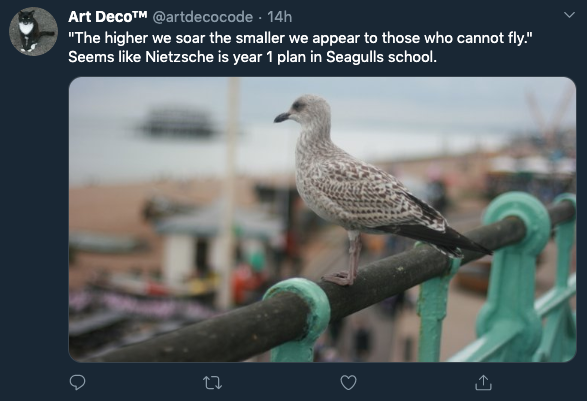 Art Deco™ @artdecocode · 14h
"The higher we soar the smaller we appear to those who cannot fly."
Seems like Nietzsche is year 1 plan in Seagulls school.